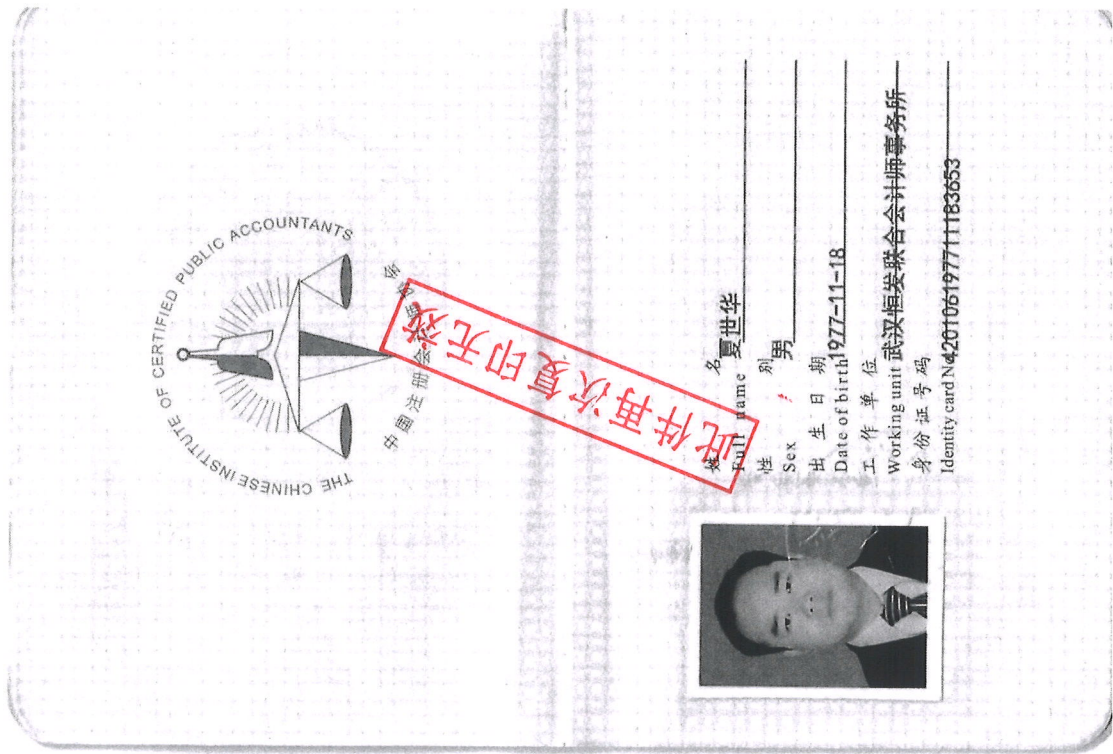 THE CHINESE INSTITUTE OF CERTIFIED PUBLIC ACCOUNTANTS
中国注册会计师协会
此件再次复印无效
姓 名 夏世华
Full name
性 别 男
Sex
出 生 日 期 1977-11-18
Date of birth
工 作 单 位 武汉恒发联合会计师事务所
Working unit
身 份 证 号 码 420106197711183653
Identity card No.